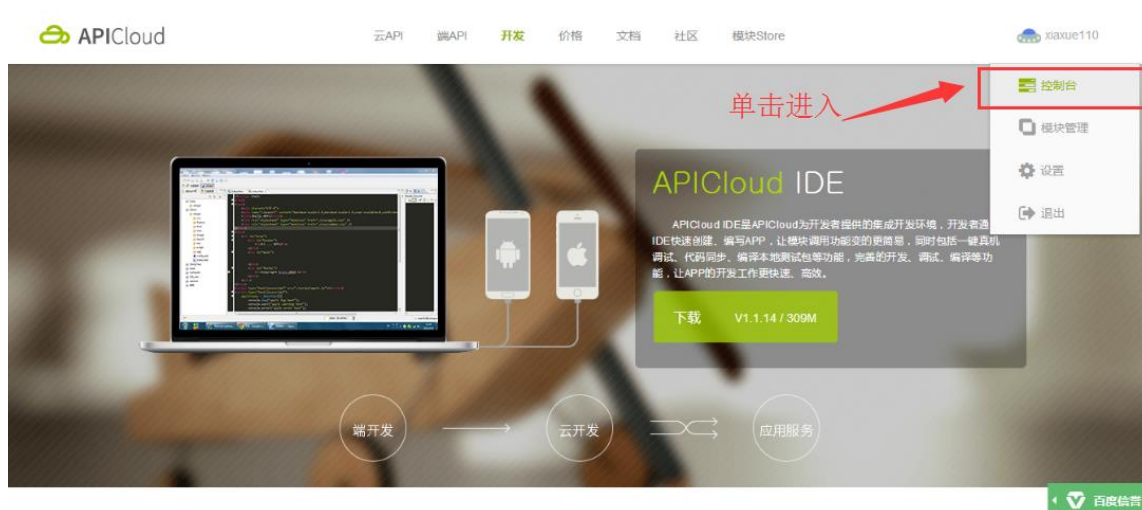 APICloud
云API 端API 开发 价格 文档 社区 模块Store
xiaxue110
控制台
单击进入
模块管理
设置
退出
APICloud IDE
APICloud IDE是APICloud为开发者提供的集成开发环境，开发者通
IDE快速创建、编写APP，让模块调用功能变的更简易，同时包括一键真机
调试、代码同步、编译本地测试包等功能，完善的开发、调试、编译等功
能，让APP的开发工作更快速、高效。
下载 V1.1.14 / 309M
端开发
云开发
应用服务
百度信誉